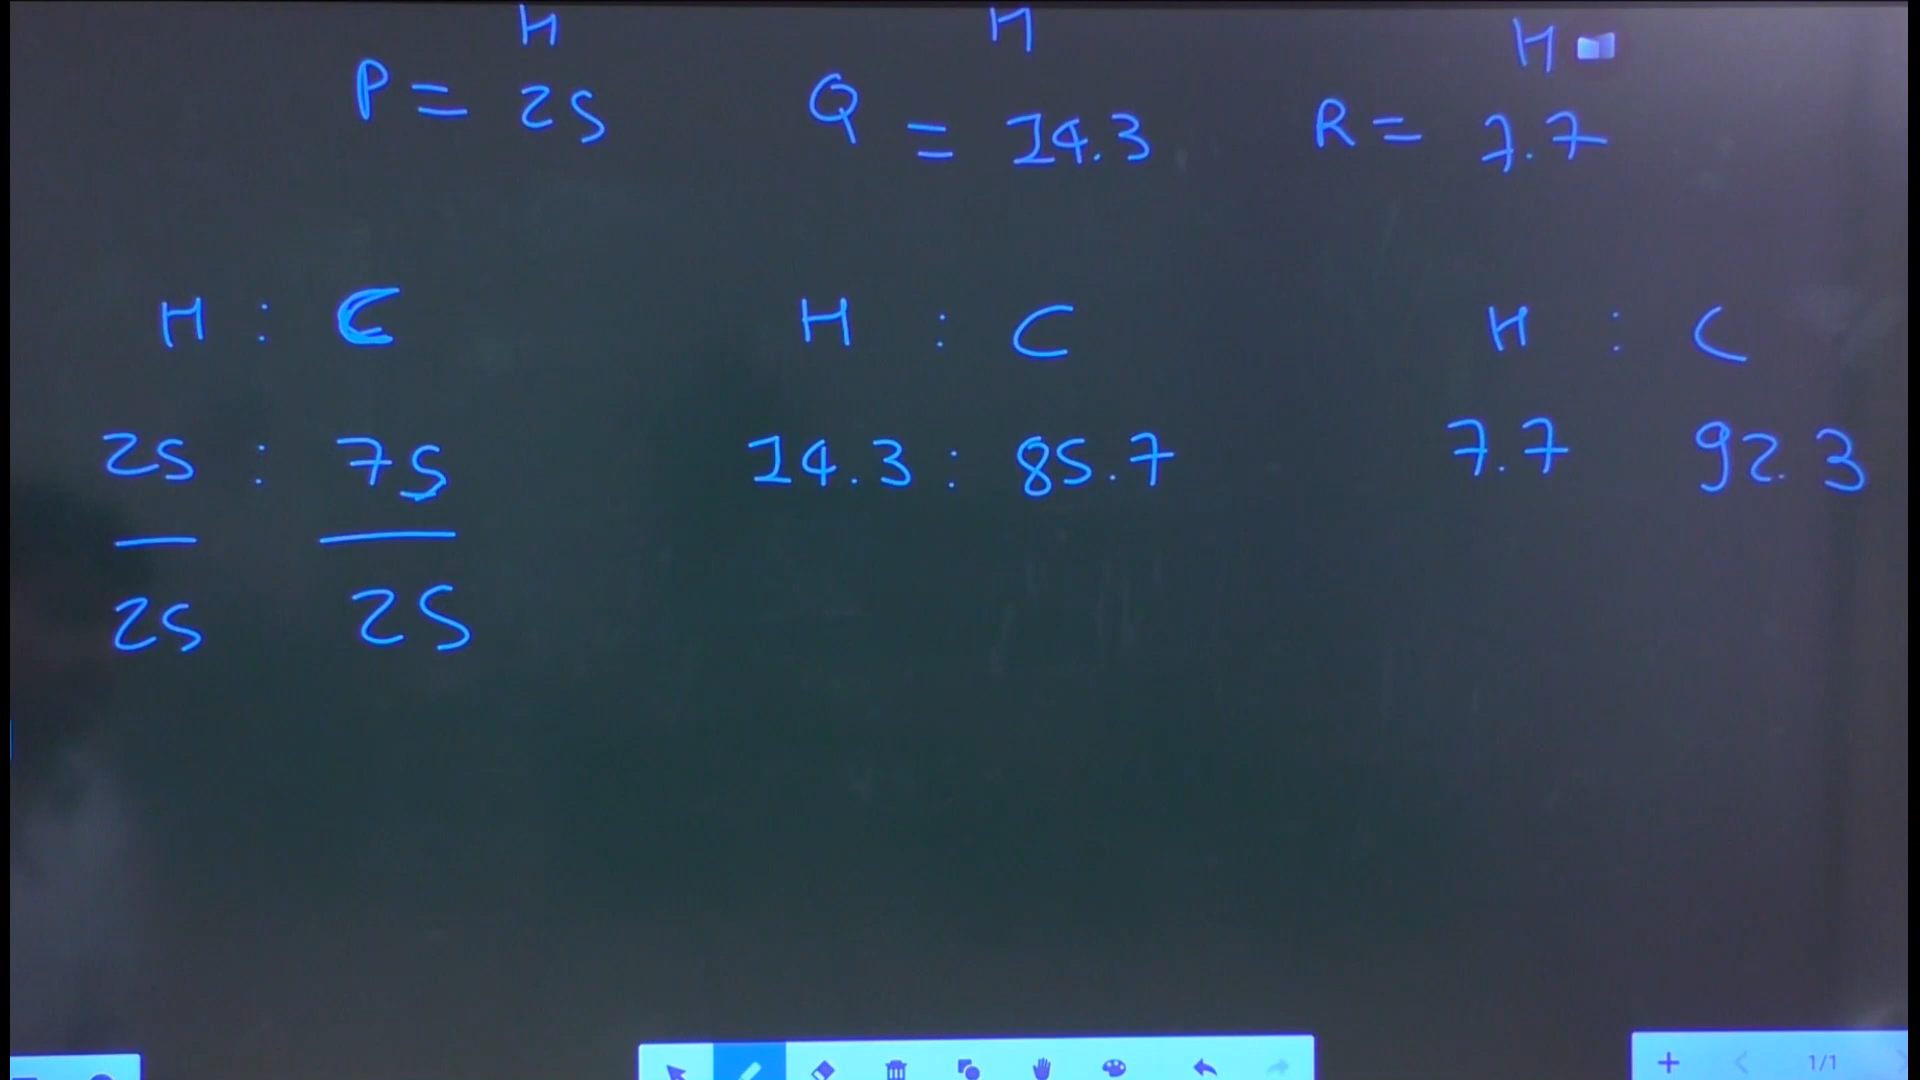 H H H
P = 25 Q = 14.3 R = 7.7
H : C H : C H : C
25 : 75 14.3 : 85.7 7.7 92.3
25 25
1/1